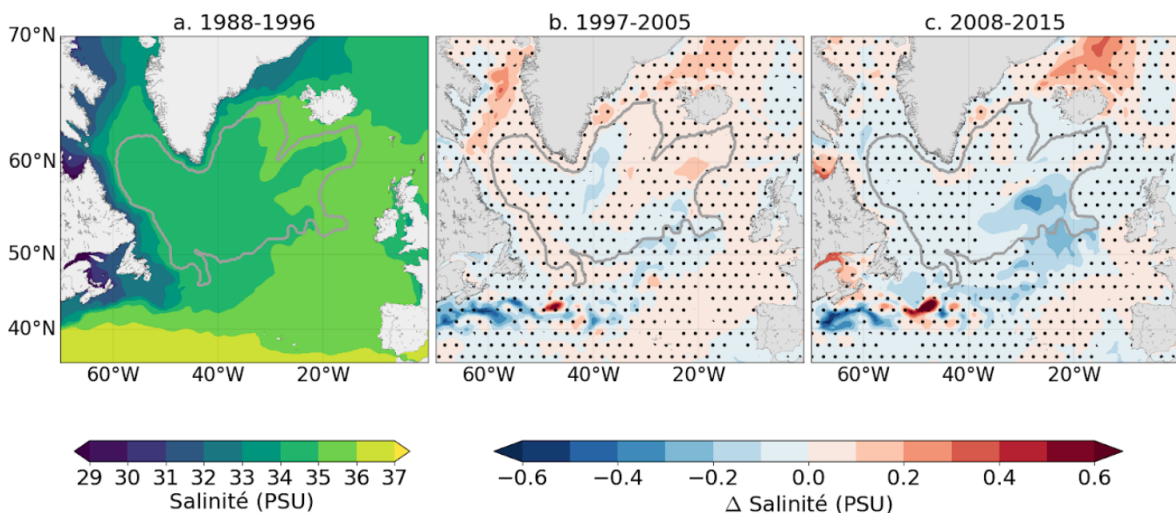 a. 1988-1996 b. 1997-2005 c. 2008-2015
70°N
60°N
50°N
40°N
60°W 40°W 20°W 60°W 40°W 20°W 60°W 40°W 20°W
29 30 31 32 33 34 35 36 37 −0.6 −0.4 −0.2 0.0 0.2 0.4 0.6
Salinité (PSU) Δ Salinité (PSU)